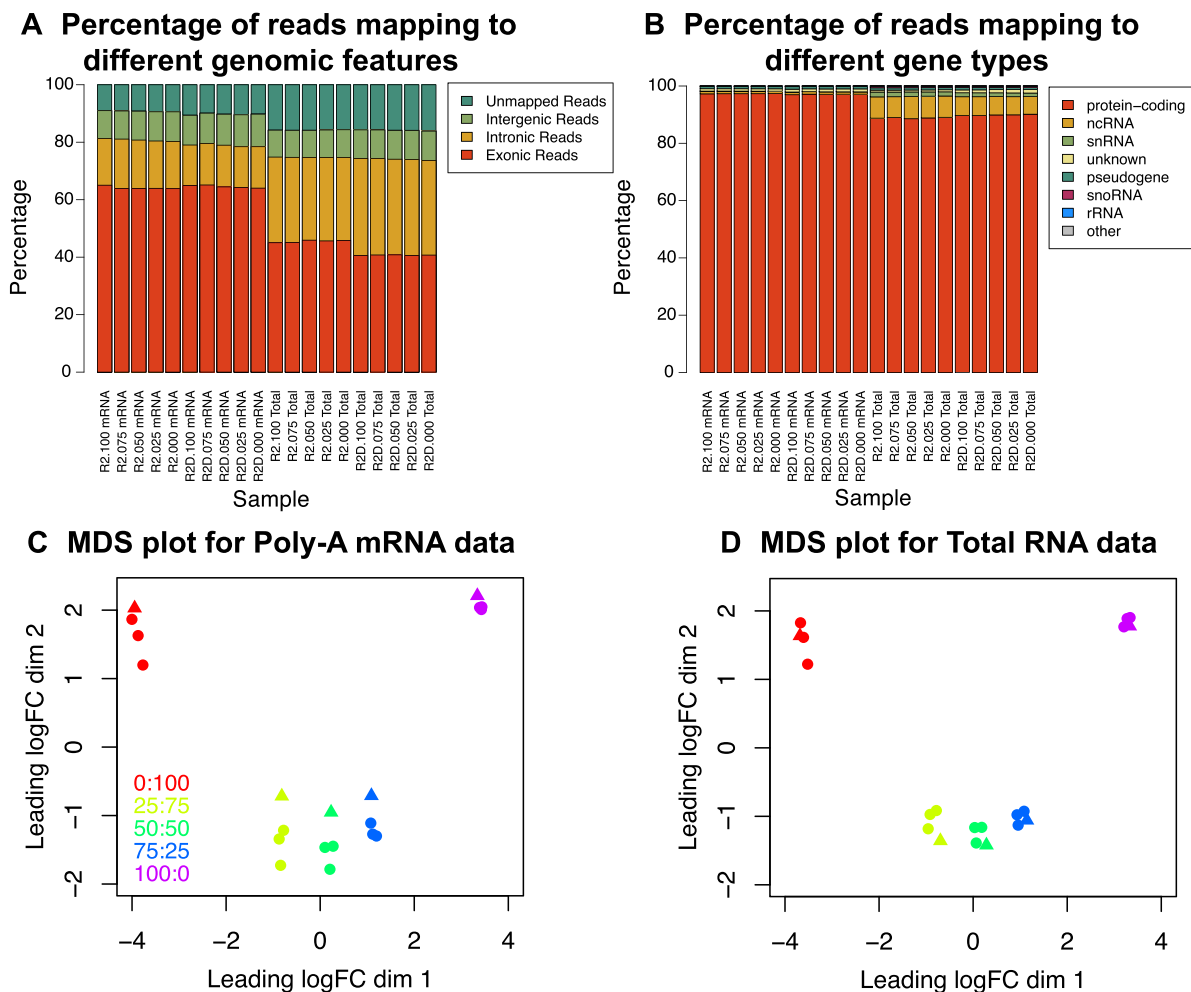 A Percentage of reads mapping to
different genomic features
100
80
60
40
20
0
Percentage
Unmapped Reads
Intergenic Reads
Intronic Reads
Exonic Reads
R2.100 mRNA
R2.075 mRNA
R2.050 mRNA
R2.025 mRNA
R2.000 mRNA
R2D.100 mRNA
R2D.075 mRNA
R2D.050 mRNA
R2D.025 mRNA
R2D.000 mRNA
R2.100 Total
R2.075 Total
R2.050 Total
R2.025 Total
R2.000 Total
R2D.100 Total
R2D.075 Total
R2D.050 Total
R2D.025 Total
R2D.000 Total
Sample
B Percentage of reads mapping to
different gene types
100
80
60
40
20
0
Percentage
protein−coding
ncRNA
snRNA
unknown
pseudogene
snoRNA
rRNA
other
R2.100 mRNA
R2.075 mRNA
R2.050 mRNA
R2.025 mRNA
R2.000 mRNA
R2D.100 mRNA
R2D.075 mRNA
R2D.050 mRNA
R2D.025 mRNA
R2D.000 mRNA
R2.100 Total
R2.075 Total
R2.050 Total
R2.025 Total
R2.000 Total
R2D.100 Total
R2D.075 Total
R2D.050 Total
R2D.025 Total
R2D.000 Total
Sample
C MDS plot for Poly-A mRNA data
2
1
0
−1
−2
Leading logFC dim 2
0:100
25:75
50:50
75:25
100:0
−4 −2 0 2 4
Leading logFC dim 1
D MDS plot for Total RNA data
2
1
0
−1
−2
Leading logFC dim 2
−4 −2 0 2 4
Leading logFC dim 1